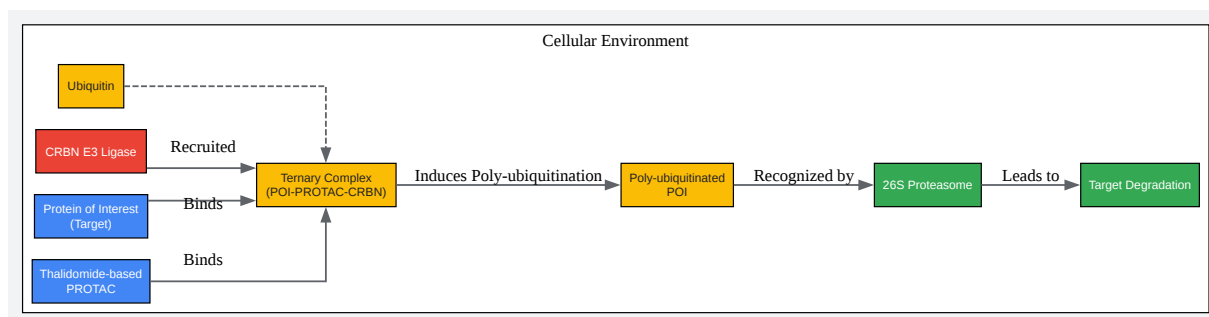 Cellular Environment
Ubiquitin
CRBN E3 Ligase
Recruited
Protein of Interest
(Target)
Binds
Thalidomide-based
PROTAC
Binds
Ternary Complex
(POI-PROTAC-CRBN)
Induces Poly-ubiquitination
Poly-ubiquitinated
POI
Recognized by
26S Proteasome
Leads to
Target Degradation